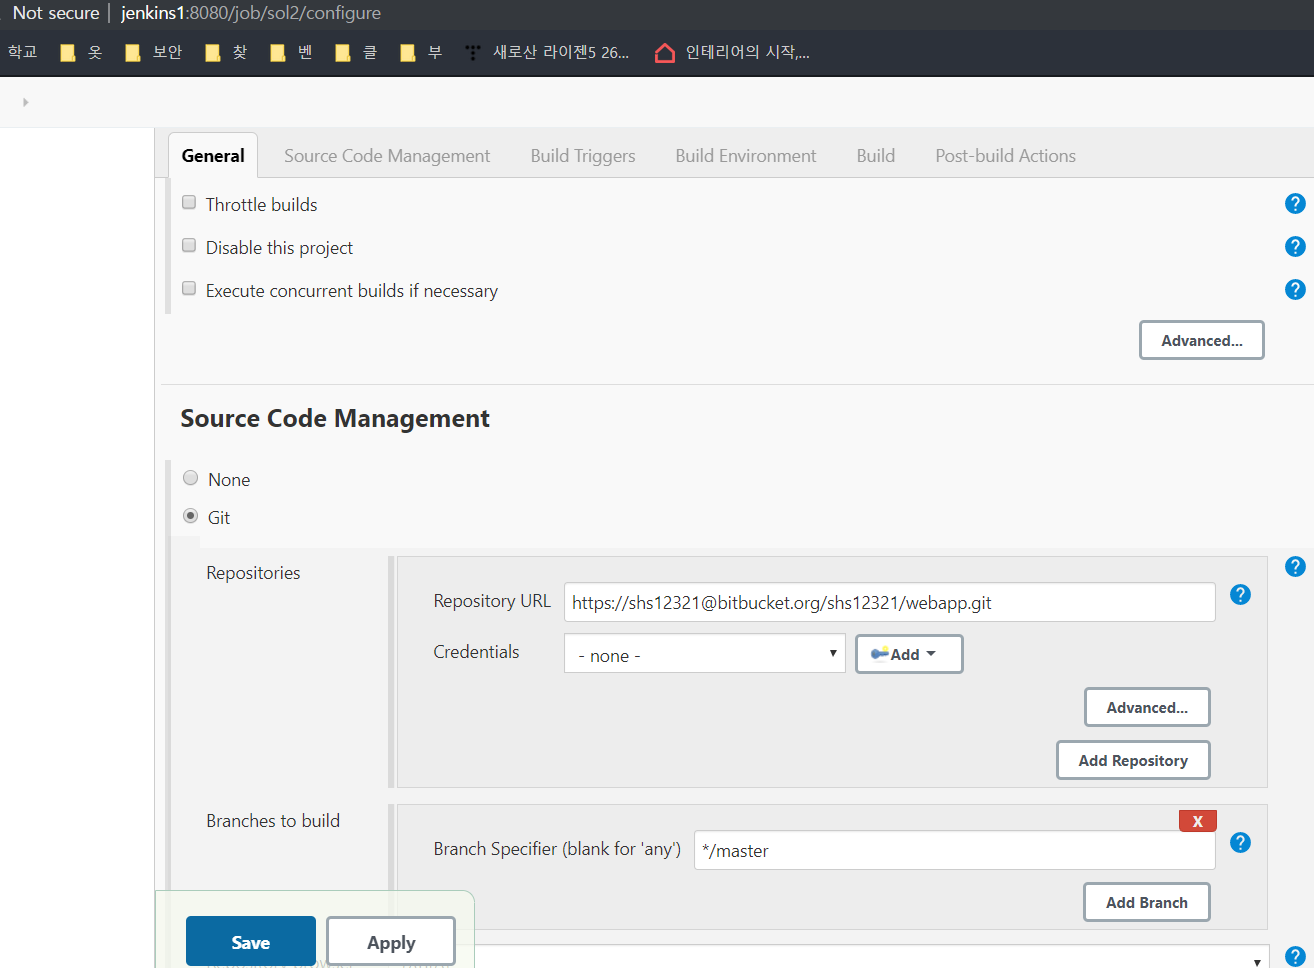 Not secure | jenkins1:8080/job/sol2/configure
학교 옷 보안 찾 벤 클 부 새로산 라이젠5 26... 인테리어의 시작,...
General Source Code Management Build Triggers Build Environment Build Post-build Actions
Throttle builds
Disable this project
Execute concurrent builds if necessary
Advanced...
Source Code Management
None
Git
Repositories
Repository URL https://shs12321@bitbucket.org/shs12321/webapp.git
Credentials - none - Add
Advanced...
Add Repository
Branches to build
X
Branch Specifier (blank for 'any') */master
Add Branch
Save Apply